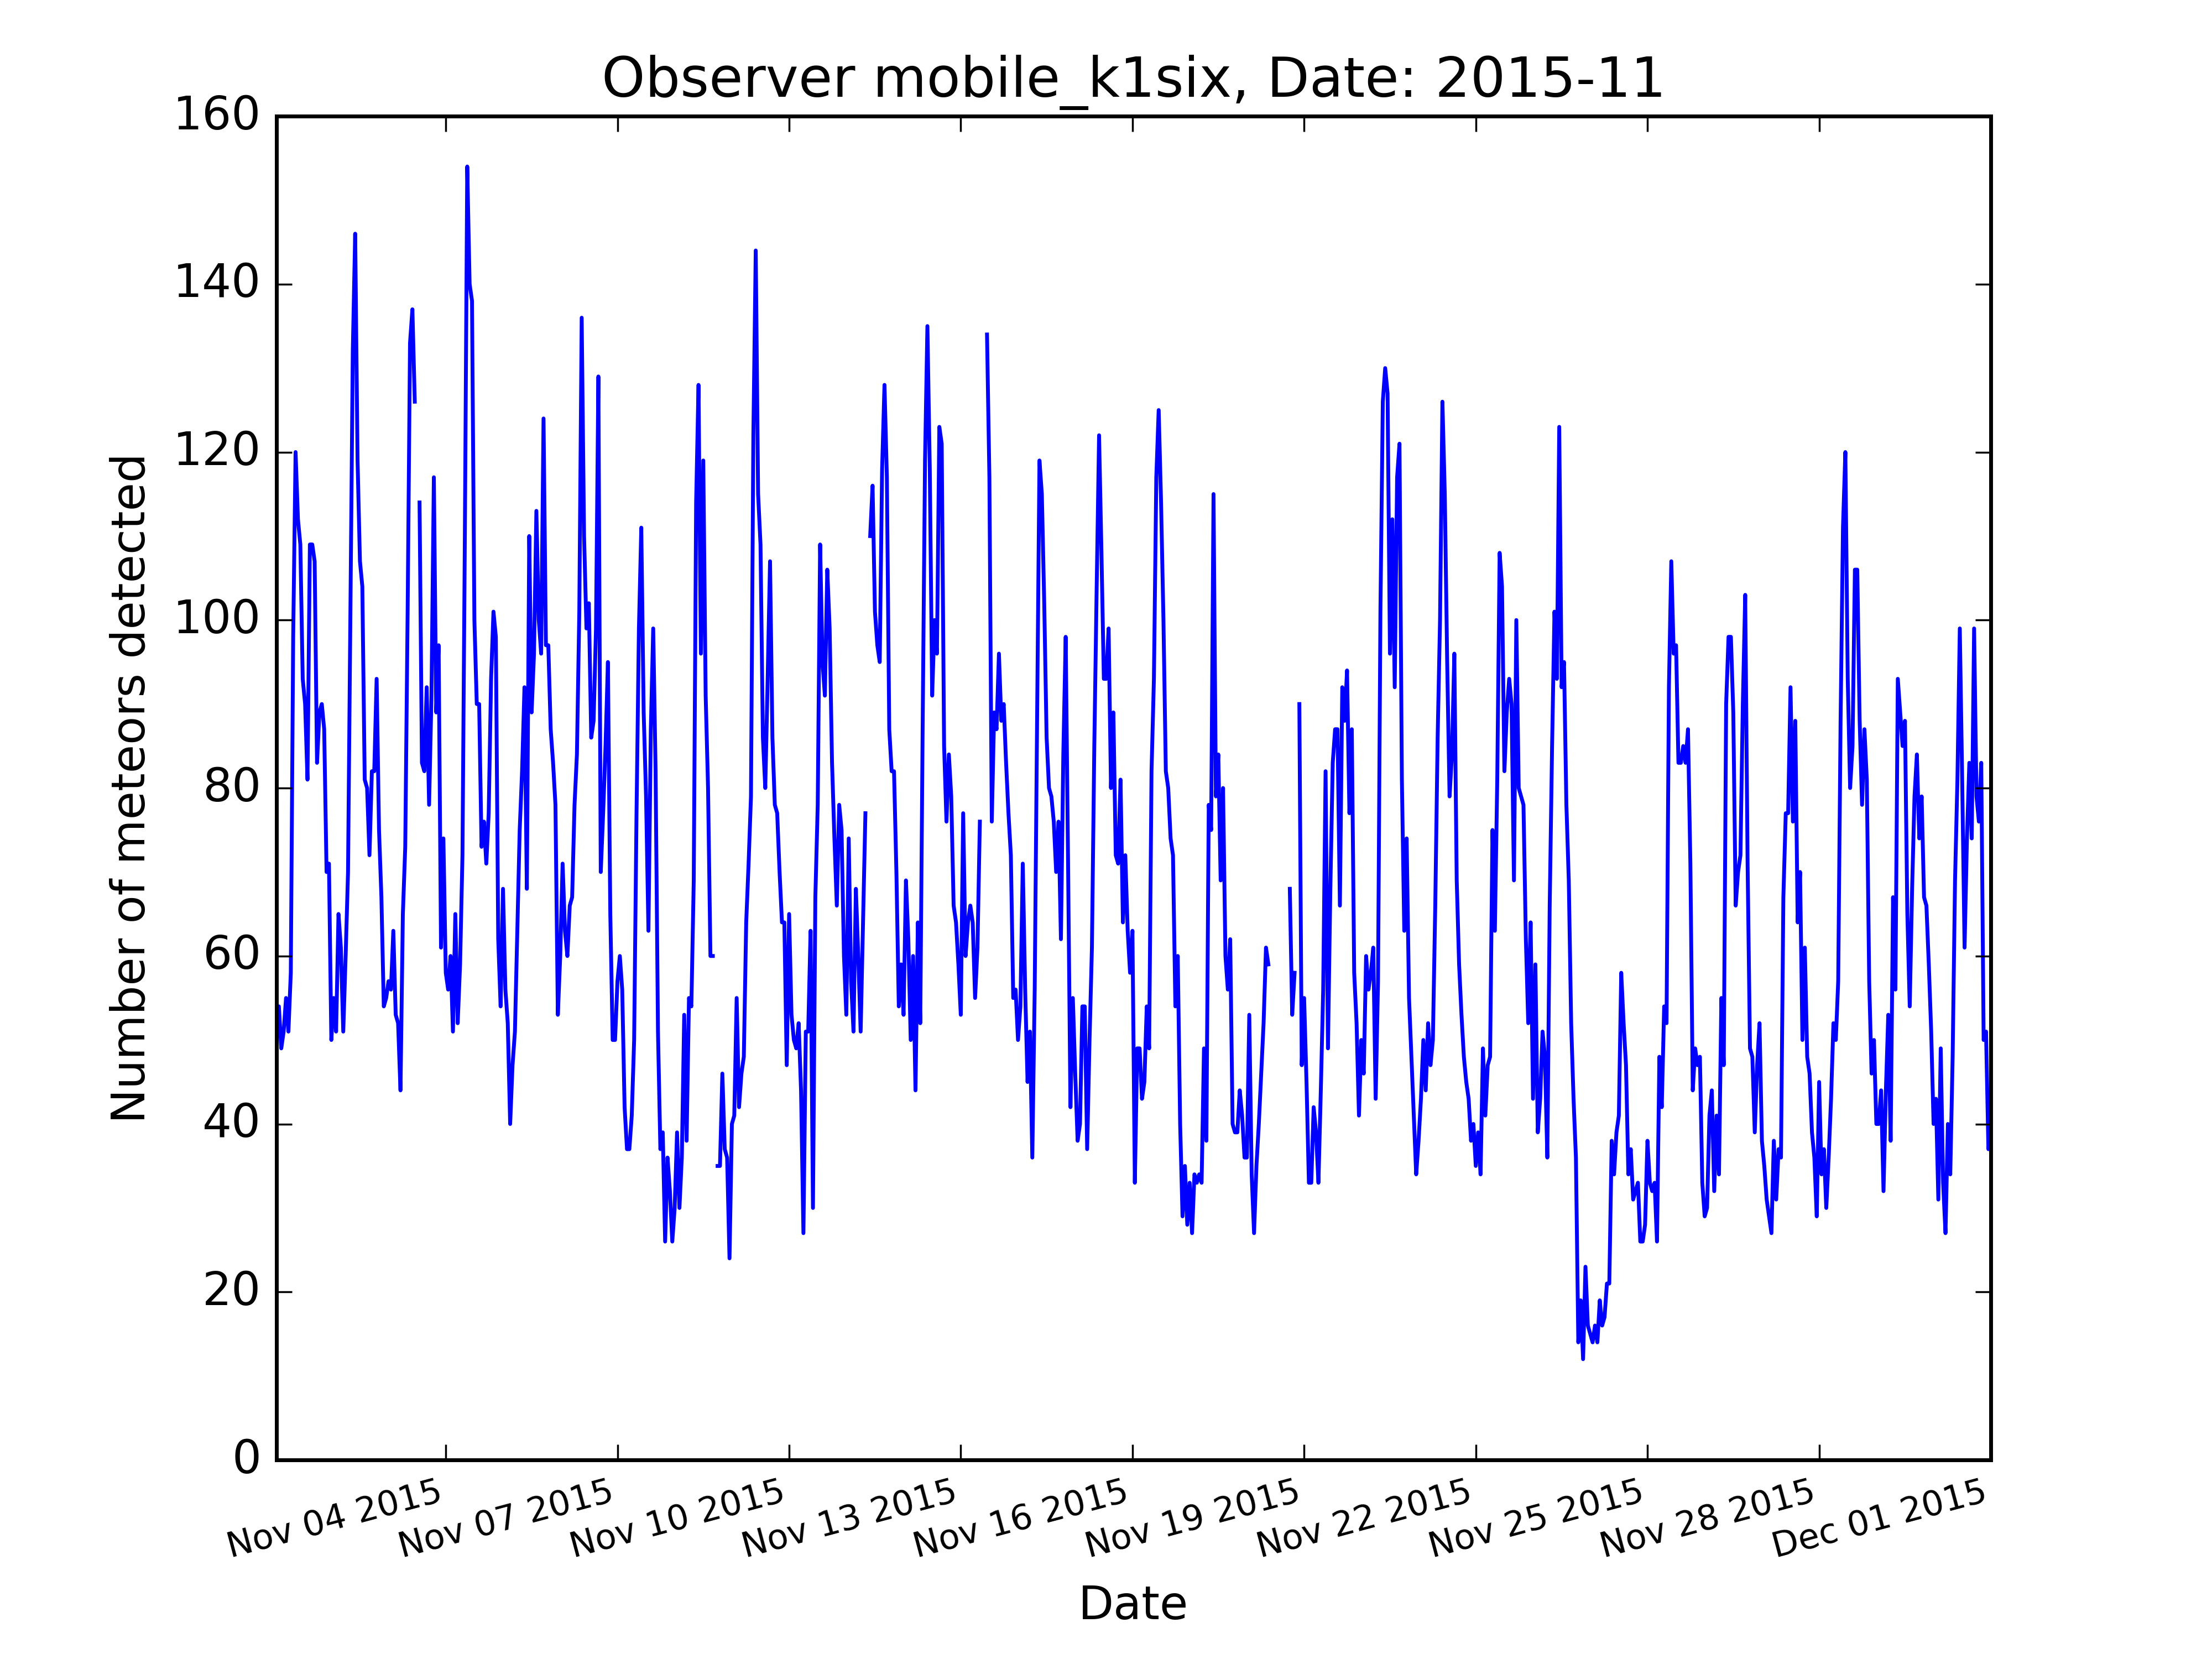 Observer mobile_k1six, Date: 2015-11
Number of meteors detected
160
140
120
100
80
60
40
20
0
Nov 04 2015
Nov 07 2015
Nov 10 2015
Nov 13 2015
Nov 16 2015
Nov 19 2015
Nov 22 2015
Nov 25 2015
Nov 28 2015
Dec 01 2015
Date